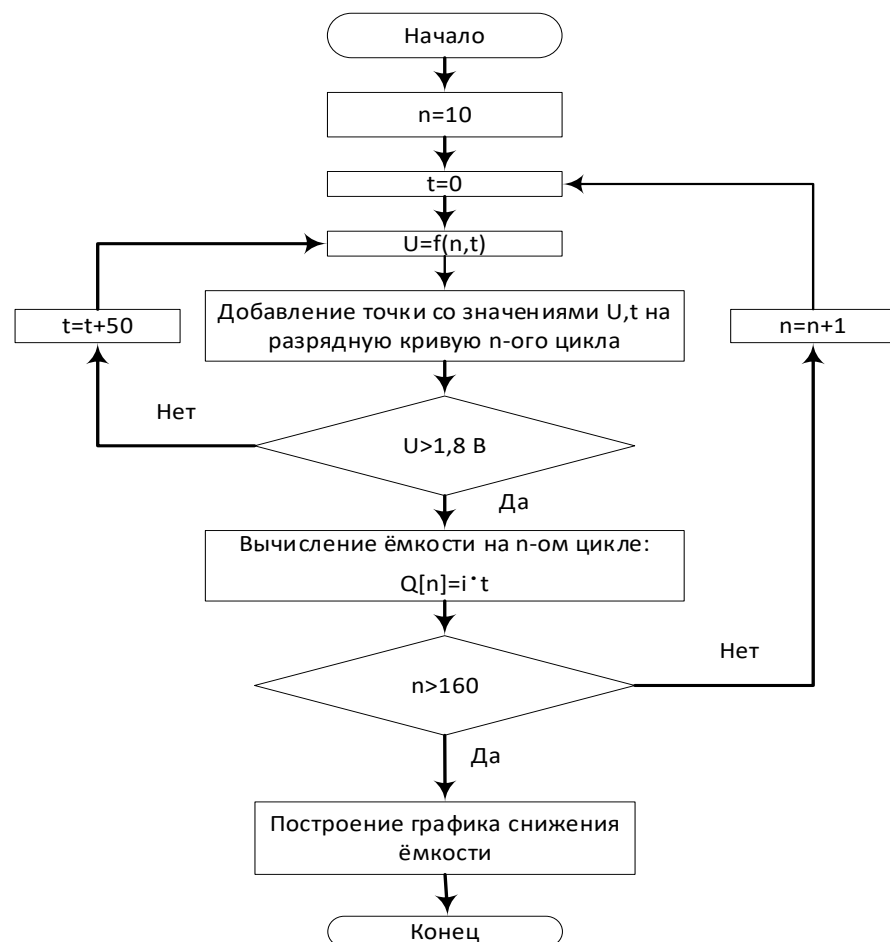 Начало
n=10
t=0
U=f(n,t)
Добавление точки со значениями U,t на
разрядную кривую n-ого цикла
t=t+50
n=n+1
Нет
U>1,8 В
Да
Вычисление ёмкости на n-ом цикле:
Q[n]=i·t
Нет
n>160
Да
Построение графика снижения
ёмкости
Конец